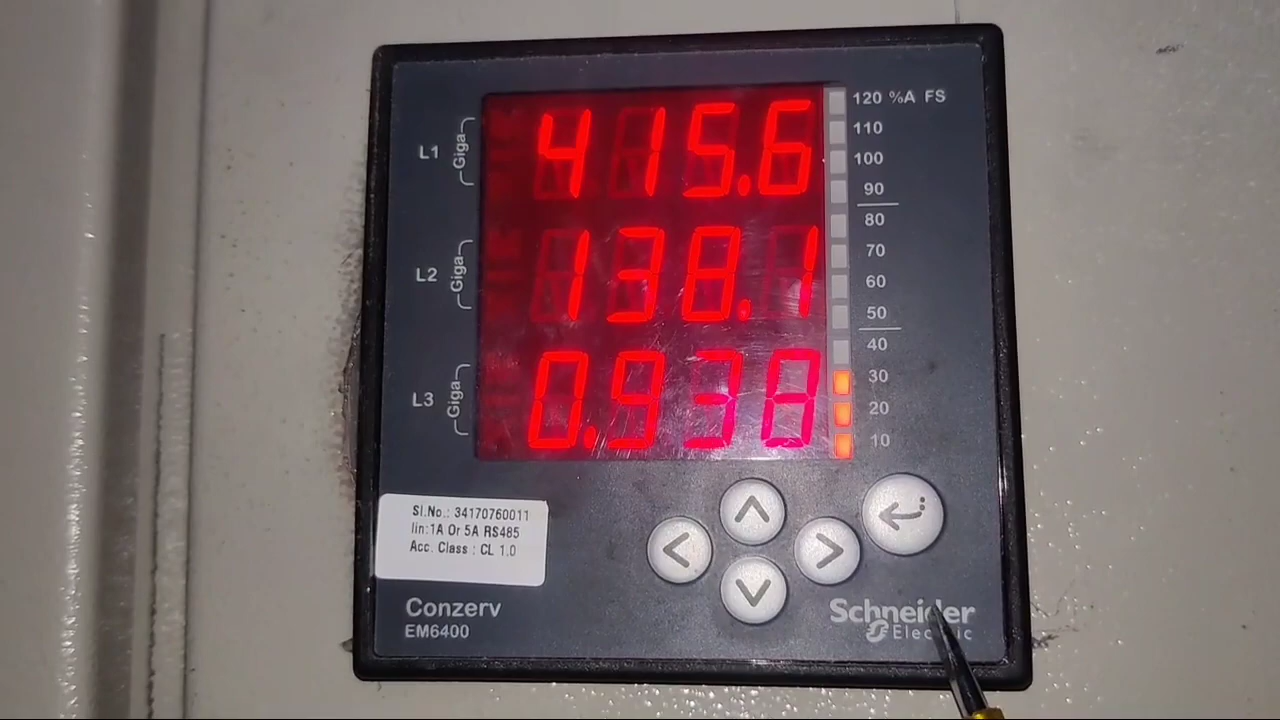 415.6
138.1
0.938
L1
Giga
L2
Giga
L3
Giga
120 %A FS
110
100
90
80
70
60
50
40
30
20
10
Sl.No.: 34170760011
Iin:1A Or 5A RS485
Acc. Class : CL 1.0
Conzerv
EM6400
Schneider
Electric